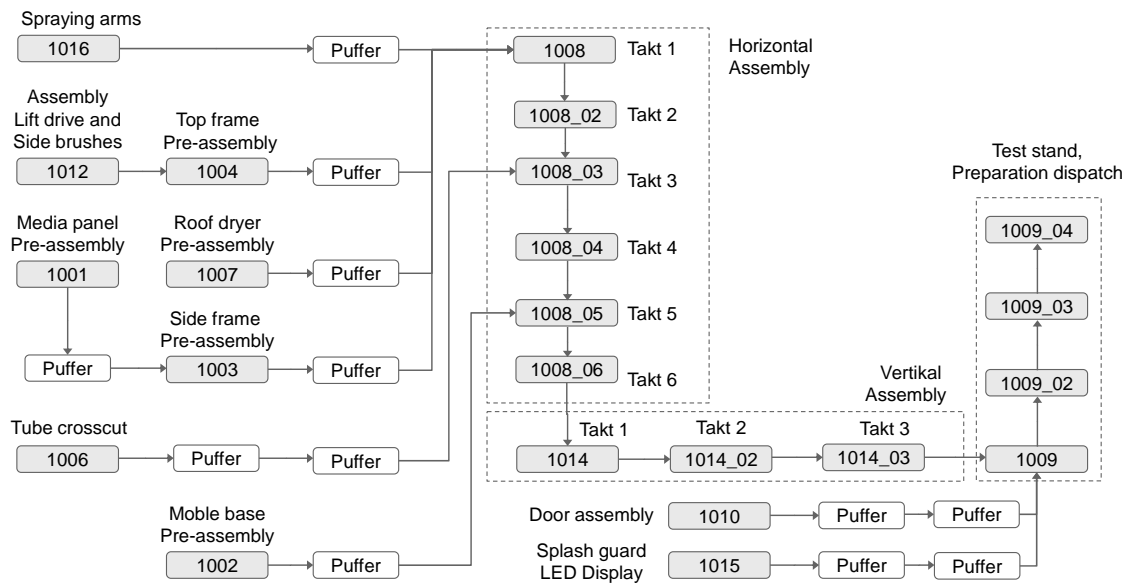 Spraying arms
1016
Puffer
1008
Takt 1
Horizontal
Assembly
Assembly
Lift drive and
Side brushes
1012
Top frame
Pre-assembly
1004
Puffer
1008_02
Takt 2
1008_03
Takt 3
Media panel
Pre-assembly
1001
Roof dryer
Pre-assembly
1007
Puffer
1008_04
Takt 4
Puffer
Side frame
Pre-assembly
1003
Puffer
1008_05
Takt 5
1008_06
Takt 6
Test stand,
Preparation dispatch
1009_04
1009_03
1009_02
1009
Vertikal
Assembly
Tube crosscut
1006
Puffer
Puffer
Takt 1
1014
Takt 2
1014_02
Takt 3
1014_03
Moble base
Pre-assembly
1002
Puffer
Door assembly
1010
Puffer
Puffer
Splash guard
LED Display
1015
Puffer
Puffer